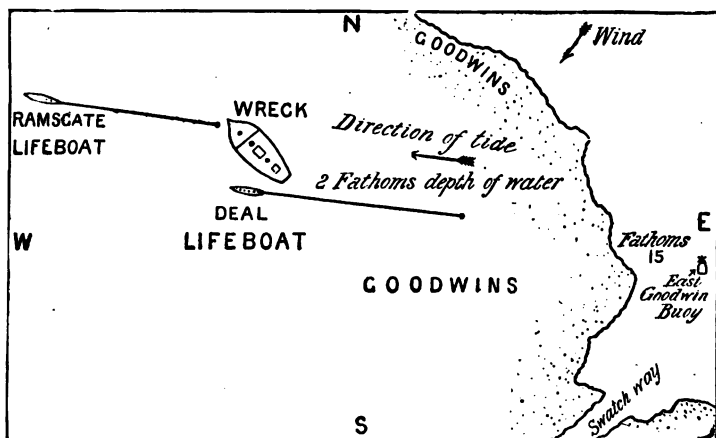 N
GOODWINS
Wind
RAMSGATE
LIFEBOAT
WRECK
Direction of tide
2 Fathoms depth of water
DEAL
LIFEBOAT
W
E
Fathoms
15
East
Goodwin
Buoy
GOODWINS
Swatch way
S